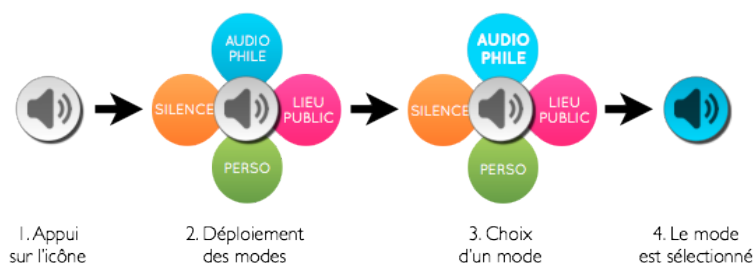 AUDIO
PHILE
SILENCE
LIEU
PUBLIC
PERSO
AUDIO
PHILE
SILENCE
LIEU
PUBLIC
PERSO
1. Appui
sur l'icône
2. Déploiement
des modes
3. Choix
d'un mode
4. Le mode
est sélectionné